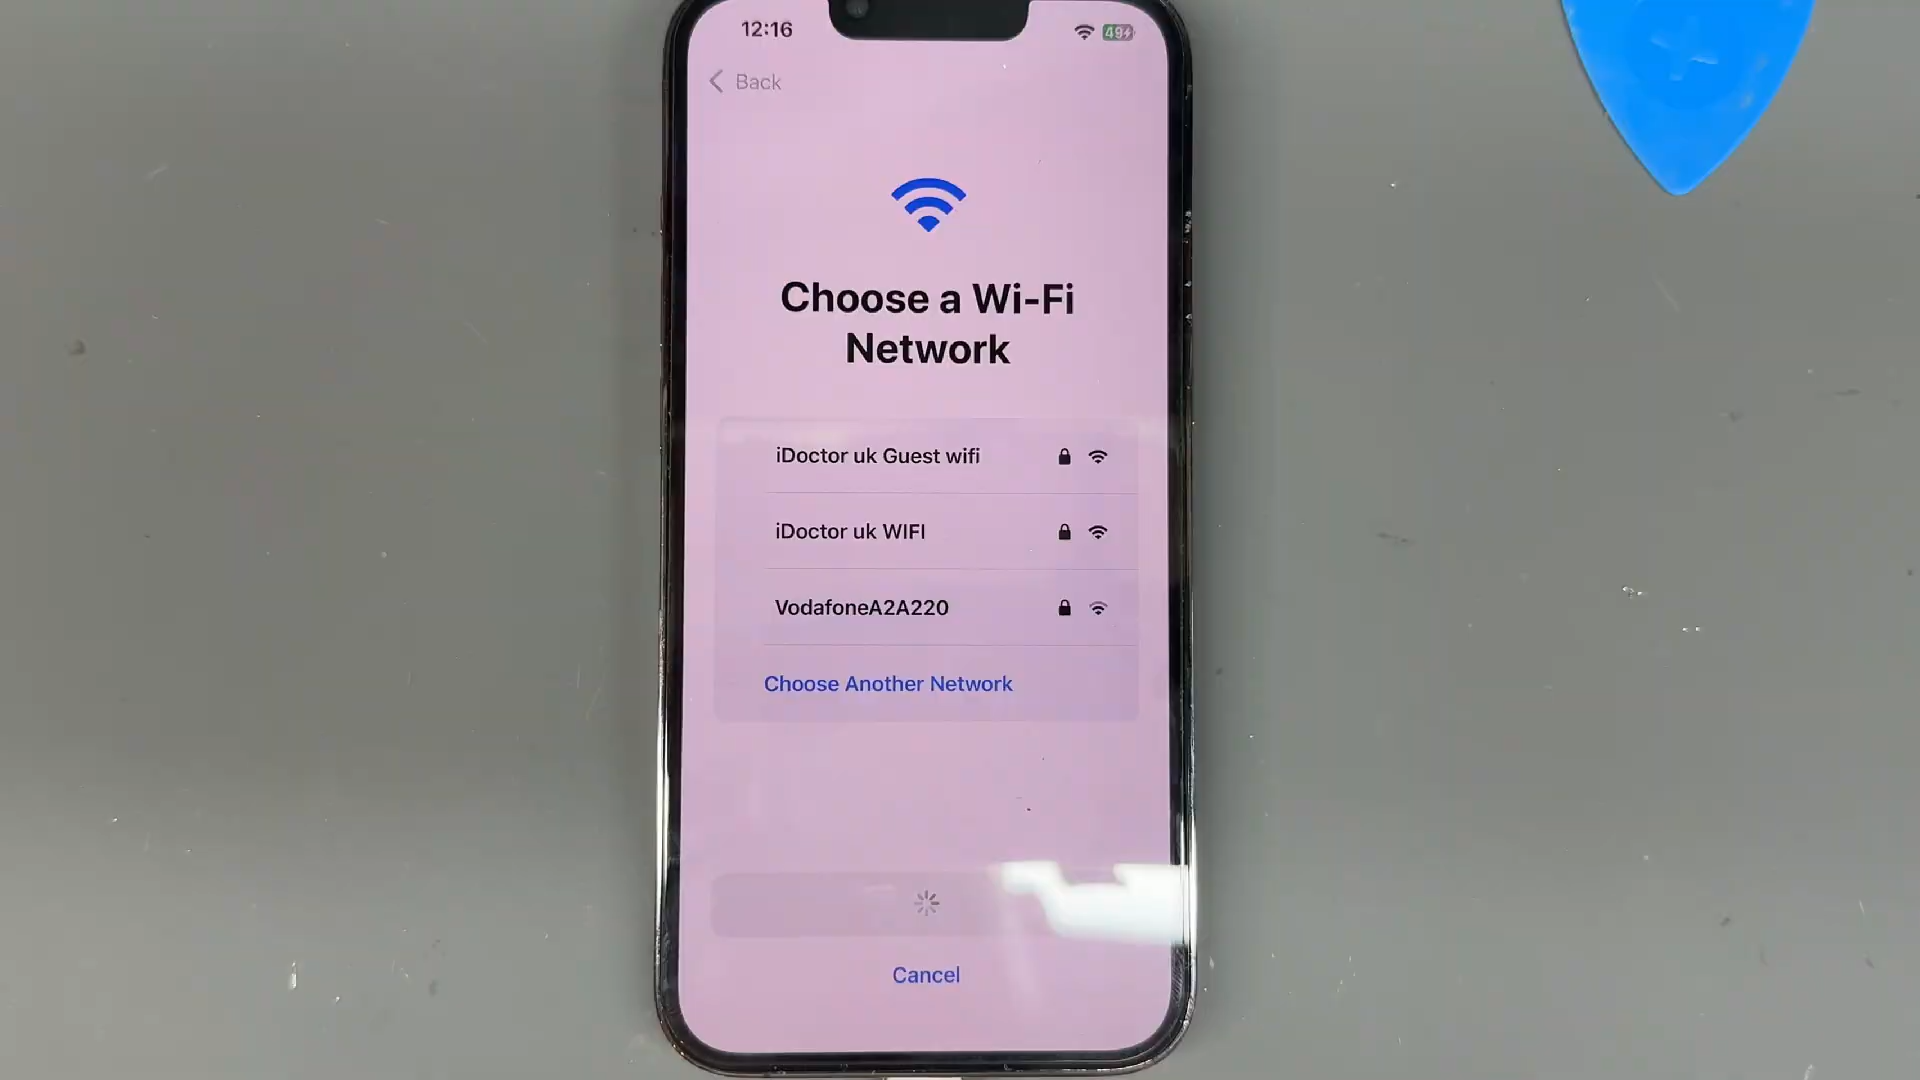 12:16
49
Back
Choose a Wi-Fi
Network
iDoctor uk Guest wifi
iDoctor uk WIFI
VodafoneA2A220
Choose Another Network
Cancel